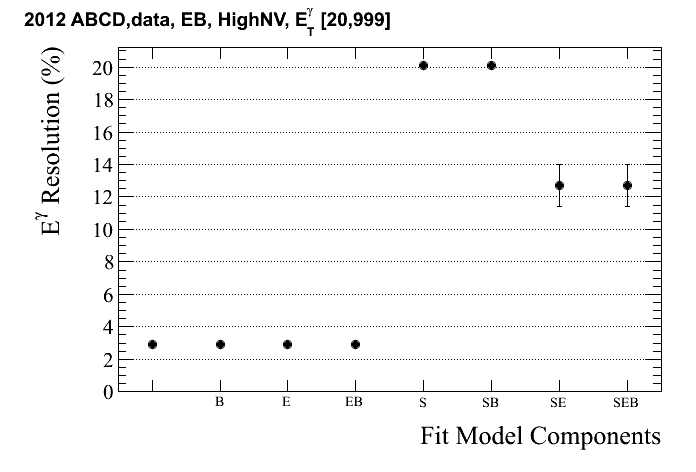 2012 ABCD,data, EB, HighNV, E_T^γ [20,999]
E^γ Resolution (%)
20
18
16
14
12
10
8
6
4
2
0
B E EB S SB SE SEB
Fit Model Components